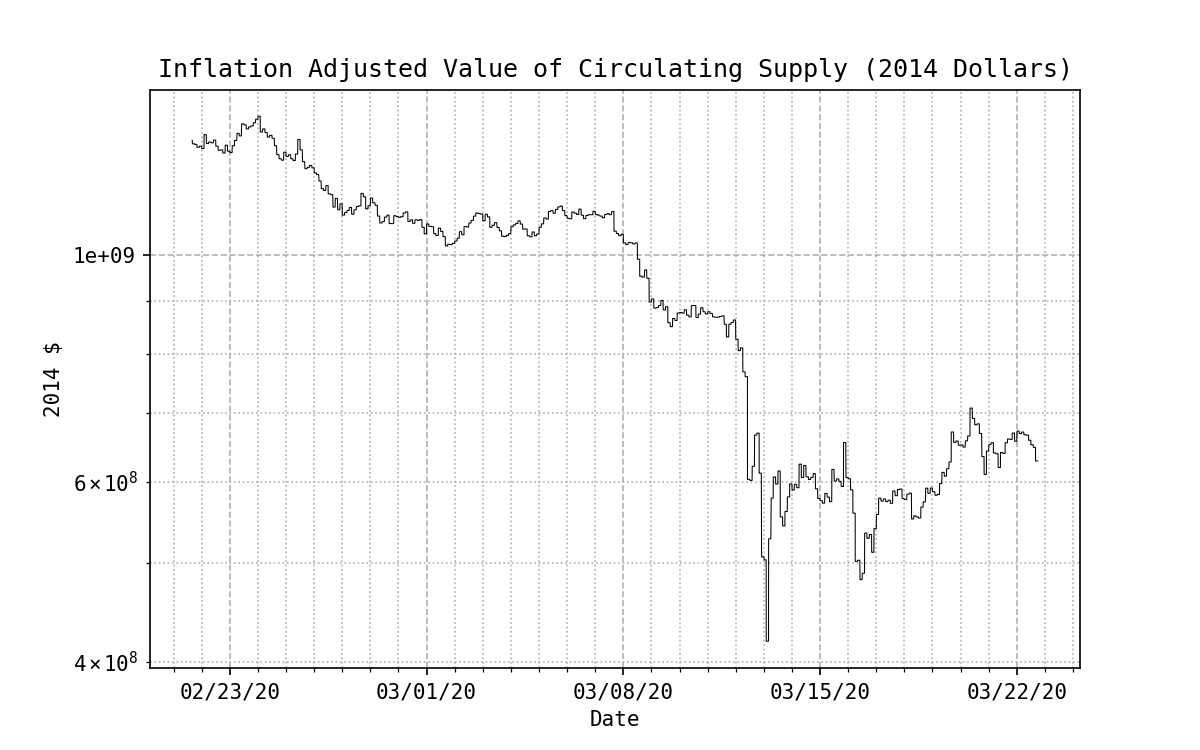 Inflation Adjusted Value of Circulating Supply (2014 Dollars)
2014 $
1e+09
6×10⁸
4×10⁸
02/23/20 03/01/20 03/08/20 03/15/20 03/22/20
Date